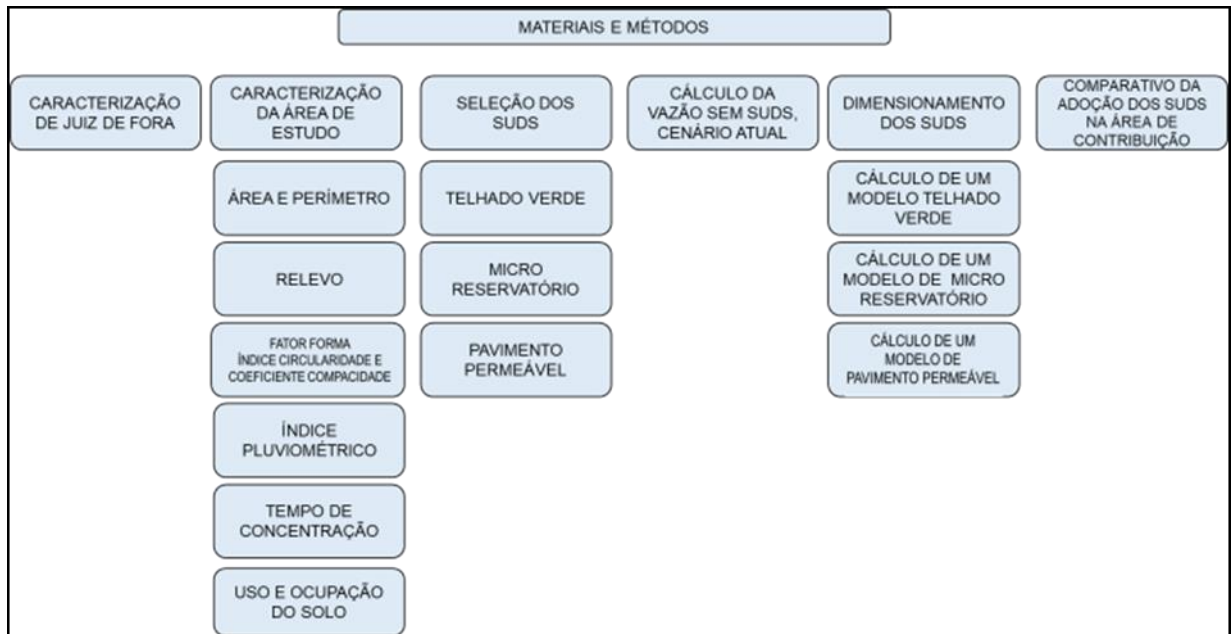 MATERIAIS E MÉTODOS
CARACTERIZAÇÃO
DE JUIZ DE FORA
CARACTERIZAÇÃO
DA ÁREA DE
ESTUDO
ÁREA E PERÍMETRO
RELEVO
FATOR FORMA
ÍNDICE CIRCULARIDADE E
COEFICIENTE COMPACIDADE
ÍNDICE
PLUVIOMÉTRICO
TEMPO DE
CONCENTRAÇÃO
USO E OCUPAÇÃO
DO SOLO
SELEÇÃO DOS
SUDS
TELHADO VERDE
MICRO
RESERVATÓRIO
PAVIMENTO
PERMEÁVEL
CÁLCULO DA
VAZÃO SEM SUDS,
CENÁRIO ATUAL
DIMENSIONAMENTO
DOS SUDS
CÁLCULO DE UM
MODELO TELHADO
VERDE
CÁLCULO DE UM
MODELO DE MICRO
RESERVATÓRIO
CÁLCULO DE UM
MODELO DE
PAVIMENTO PERMEÁVEL
COMPARATIVO DA
ADOÇÃO DOS SUDS
NA ÁREA DE
CONTRIBUIÇÃO